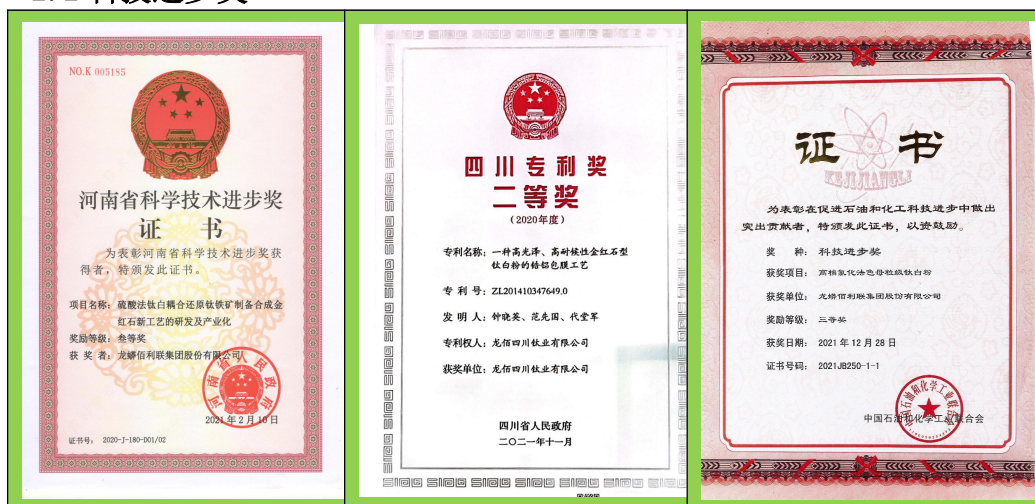 科技进步奖
NO.K 005185
河南省科学技术进步奖
证 书
为表彰河南省科学技术进步奖获
得者，特颁发此证书。
项目名称：硫酸法钛白耦合还原钛铁矿制备合成金
红石新工艺的研发及产业化
奖励等级：叁等奖
获 奖 者：龙蟒佰利联集团股份有限公司
河南省人民政府
2021年2月10日
证书号：2020-J-180-D01/02
四川专利奖
二等奖
（2020年度）
专利名称：一种高光泽、高耐候性金红石型
钛白粉的锆铝包膜工艺
专 利 号：ZL201410347649.0
发 明 人：钟晓英、范先国、代堂军
专利权人：龙佰四川钛业有限公司
获奖单位：龙佰四川钛业有限公司
四川省人民政府
二〇二一年十一月
证 书
KEJIJIANGLI
为表彰在促进石油和化工科技进步中做出
突出贡献者，特颁发此证书，以资鼓励。
奖 种：科技进步奖
获奖项目：高档氯化法色母粒级钛白粉
获奖单位：龙蟒佰利联集团股份有限公司
奖励等级：三等奖
获奖日期：2021年12月28日
证书号码：2021JB250-1-1
中国石油和化学工业联合会